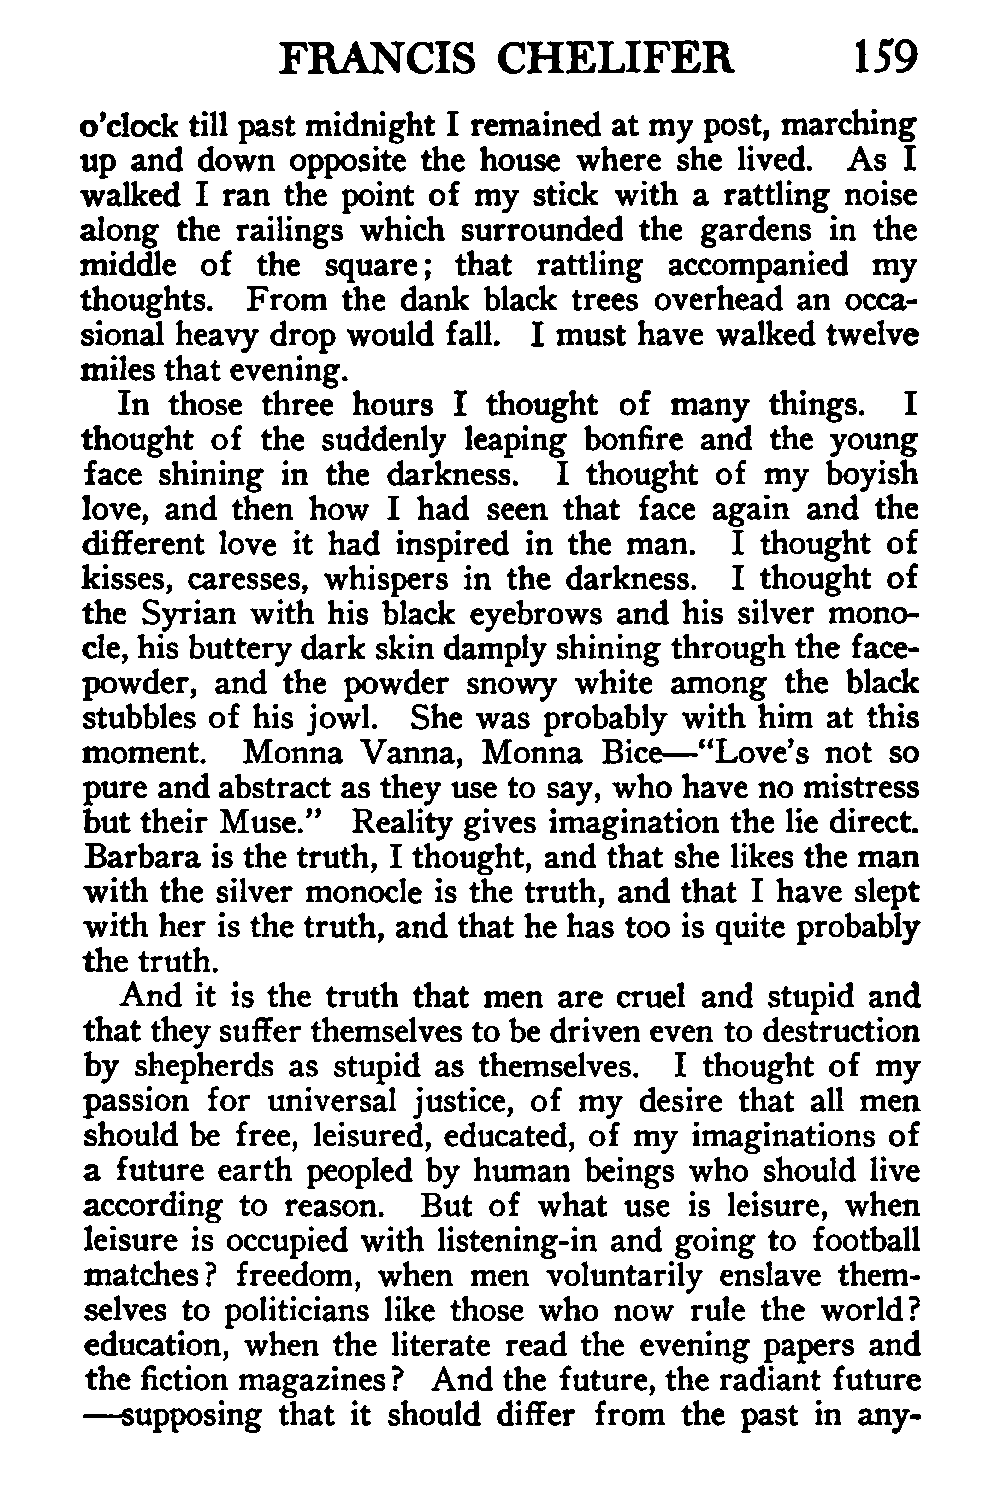 FRANCIS CHELIFER 159
o'clock till past midnight I remained at my post, marching
up and down opposite the house where she lived. As I
walked I ran the point of my stick with a rattling noise
along the railings which surrounded the gardens in the
middle of the square; that rattling accompanied my
thoughts. From the dank black trees overhead an occa-
sional heavy drop would fall. I must have walked twelve
miles that evening.
In those three hours I thought of many things. I
thought of the suddenly leaping bonfire and the young
face shining in the darkness. I thought of my boyish
love, and then how I had seen that face again and the
different love it had inspired in the man. I thought of
kisses, caresses, whispers in the darkness. I thought of
the Syrian with his black eyebrows and his silver mono-
cle, his buttery dark skin damply shining through the face-
powder, and the powder snowy white among the black
stubbles of his jowl. She was probably with him at this
moment. Monna Vanna, Monna Bice—“Love's not so
pure and abstract as they use to say, who have no mistress
but their Muse.” Reality gives imagination the lie direct.
Barbara is the truth, I thought, and that she likes the man
with the silver monocle is the truth, and that I have slept
with her is the truth, and that he has too is quite probably
the truth.
And it is the truth that men are cruel and stupid and
that they suffer themselves to be driven even to destruction
by shepherds as stupid as themselves. I thought of my
passion for universal justice, of my desire that all men
should be free, leisured, educated, of my imaginations of
a future earth peopled by human beings who should live
according to reason. But of what use is leisure, when
leisure is occupied with listening-in and going to football
matches? freedom, when men voluntarily enslave them-
selves to politicians like those who now rule the world?
education, when the literate read the evening papers and
the fiction magazines? And the future, the radiant future
—supposing that it should differ from the past in any-